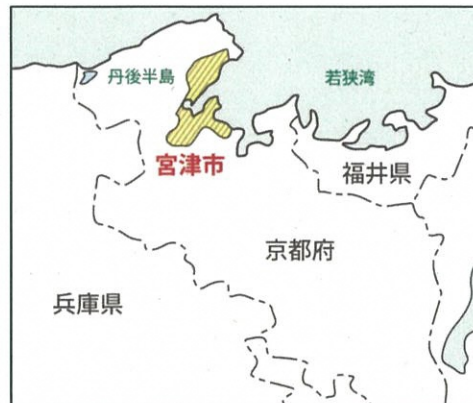 丹後半島
若狭湾
宮津市
福井県
京都府
兵庫県